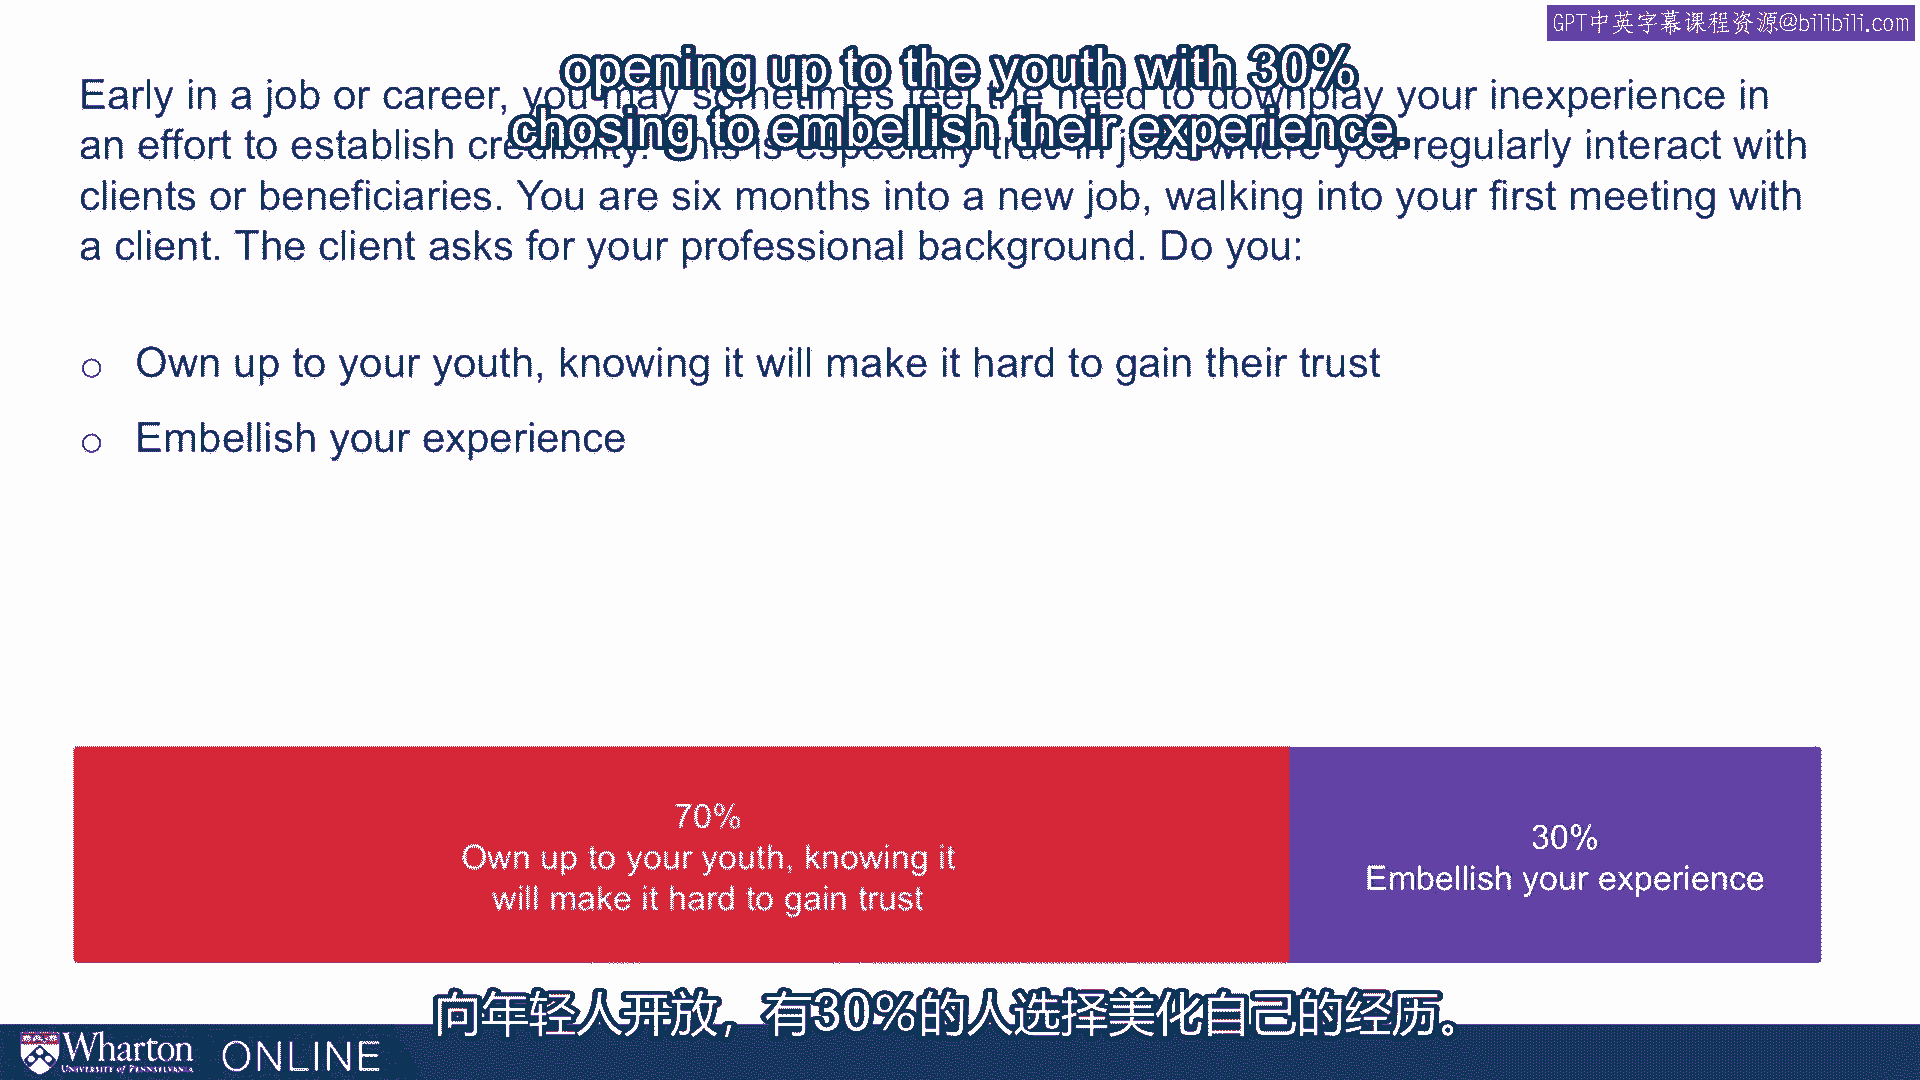 GPT中英字幕课程资源@bilibili.com
opening up to the youth with 30%
chosing to embellish their experience.
Early in a job or career, you may sometimes feel the need to downplay your inexperience in
an effort to establish credibility. This is especially true in jobs where you regularly interact with
clients or beneficiaries. You are six months into a new job, walking into your first meeting with
a client. The client asks for your professional background. Do you:
o Own up to your youth, knowing it will make it hard to gain their trust
o Embellish your experience
70%
Own up to your youth, knowing it
will make it hard to gain trust
30%
Embellish your experience
向年轻人开放，有30%的人选择美化自己的经历。
Wharton
UNIVERSITY of PENNSYLVANIA
ONLINE